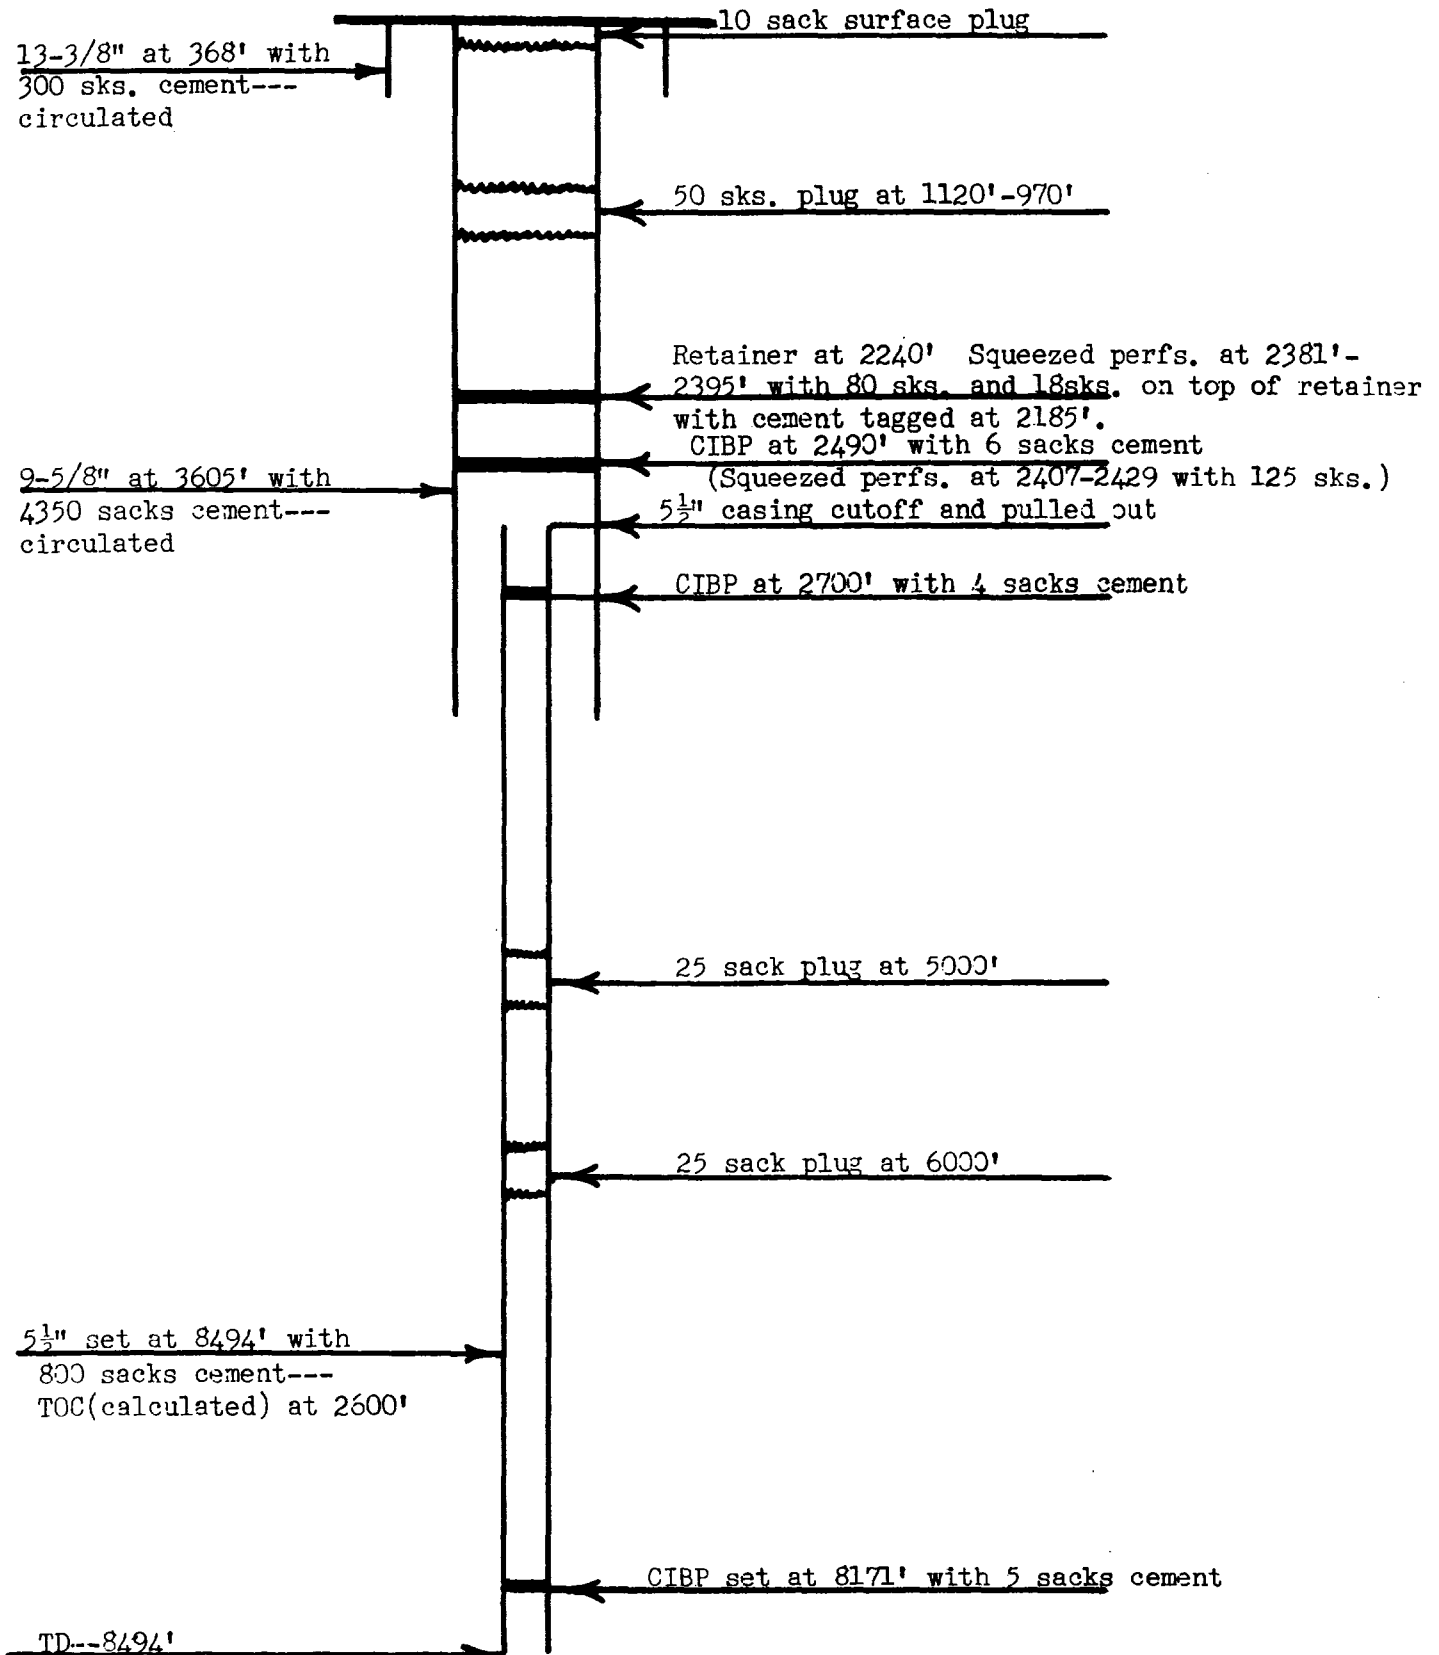 10 sack surface plug
13-3/8" at 368' with
300 sks. cement---
circulated
50 sks. plug at 1120'-970'
Retainer at 2240' Squeezed perfs. at 2381'-
2395' with 80 sks. and 18sks. on top of retainer
with cement tagged at 2185'.
CIBP at 2490' with 6 sacks cement
(Squeezed perfs. at 2407-2429 with 125 sks.)
9-5/8" at 3605' with
4350 sacks cement---
circulated
5½" casing cutoff and pulled out
CIBP at 2700' with 4 sacks cement
25 sack plug at 5000'
25 sack plug at 6000'
5½" set at 8494' with
800 sacks cement---
TOC(calculated) at 2600'
CIBP set at 8171' with 5 sacks cement
TD--8494'